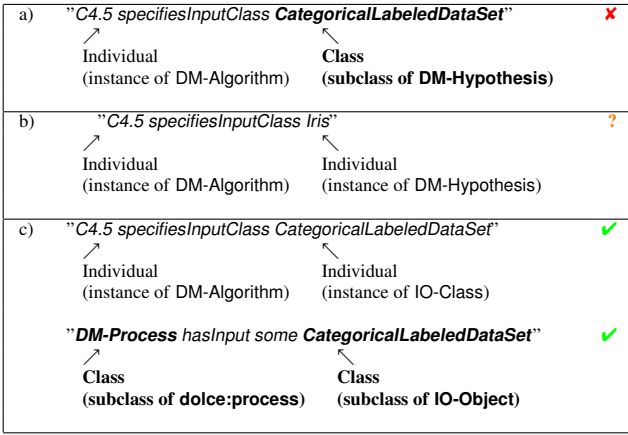 a) ”C4.5 specifiesInputClass CategoricalLabeledDataSet” ✘
↗ ↖
Individual Class
(instance of DM-Algorithm) (subclass of DM-Hypothesis)
b) ”C4.5 specifiesInputClass Iris” ?
↗ ↖
Individual Individual
(instance of DM-Algorithm) (instance of DM-Hypothesis)
c) ”C4.5 specifiesInputClass CategoricalLabeledDataSet” ✔
↗ ↖
Individual Individual
(instance of DM-Algorithm) (instance of IO-Class)
”DM-Process hasInput some CategoricalLabeledDataSet” ✔
↗ ↖
Class Class
(subclass of dolce:process) (subclass of IO-Object)